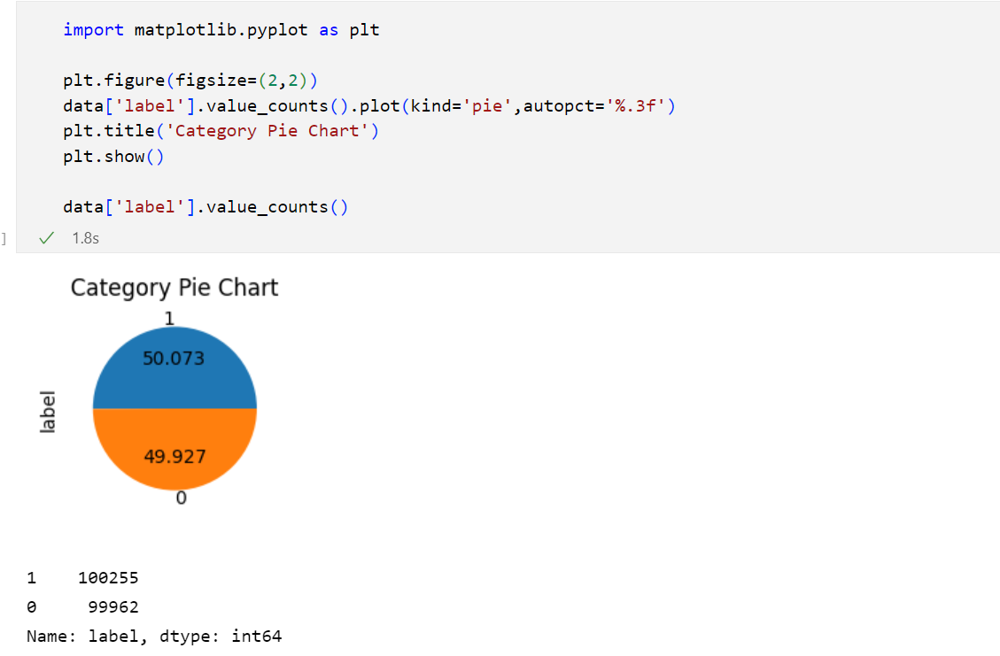 import matplotlib.pyplot as plt
plt.figure(figsize=(2,2))
data['label'].value_counts().plot(kind='pie',autopct='%.3f')
plt.title('Category Pie Chart')
plt.show()
data['label'].value_counts()
]
1.8s
Category Pie Chart
1
50.073
label
49.927
0
1 100255
0 99962
Name: label, dtype: int64